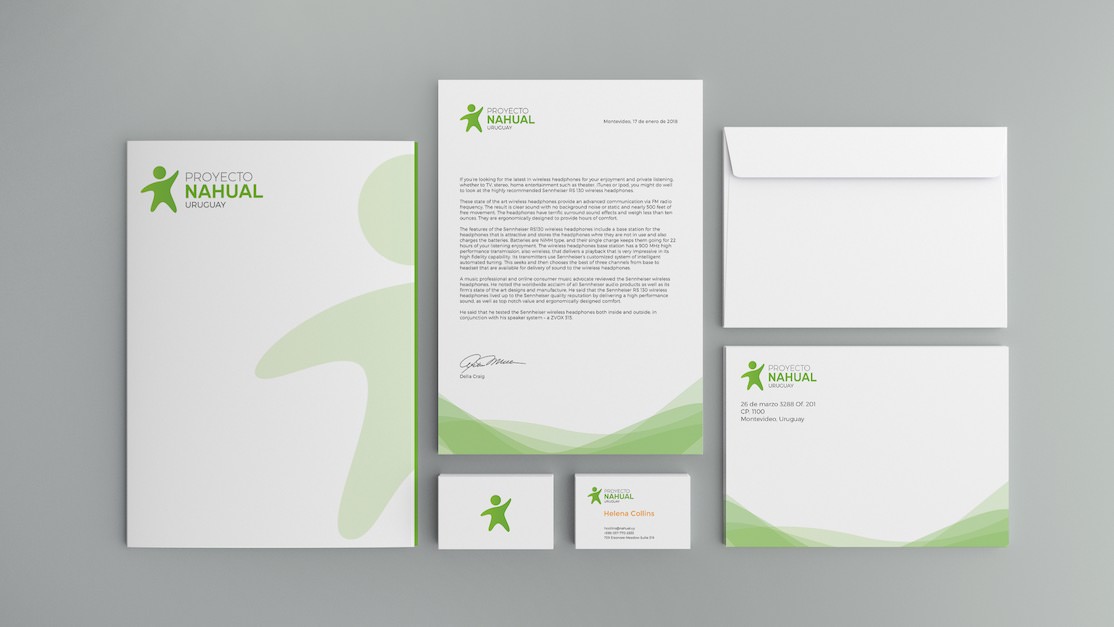 PROYECTO
NAHUAL
URUGUAY
PROYECTO
NAHUAL
URUGUAY
Montevideo, 17 de enero de 2018
If you're looking for the latest in wireless headphones for your enjoyment and private listening,
whether to TV, stereo, home entertainment such as theater, iTunes or Ipod, you might do well
to look at the highly recommended Sennheiser RS 130 wireless headphones.
These state of the art wireless headphones provide an advanced communication via FM radio
frequency. The result is clear sound with no background noise or static and nearly 500 feet of
free movement. The headphones have terrific surround sound effects and weigh less than ten
ounces. They are ergonomically designed to provide hours of comfort.
The features of the Sennheiser RS130 wireless headphones include a base station for the
headphones that is attractive and stores the headphones while they are not in use and also
charges the batteries. Batteries are NiMH type, and their single charge keeps them going for 22
hours of your listening enjoyment. The wireless headphones base station has a 900 MHz high
performance transmission, also wireless, that delivers a playback that is very impressive in its
high fidelity capability. Its transmitters use Sennheiser's customized system of intelligent
automated tuning. This seeks and then chooses the best of three channels from base to
headset that are available for delivery of sound to the wireless headphones.
A music professional and online consumer music advocate reviewed the Sennheiser wireless
headphones. He noted the worldwide acclaim of all Sennheiser audio products as well as its
firm's state of the art designs and manufacture. He said that the Sennheiser RS 130 wireless
headphones lived up to the Sennheiser quality reputation by delivering a high performance
sound, as well as top notch value and ergonomically designed comfort.
He said that he tested the Sennheiser wireless headphones both inside and outside, in
conjunction with his speaker system - a ZVOX 315.
Delia Craig
PROYECTO
NAHUAL
URUGUAY
26 de marzo 3288 Of. 201
CP. 1100
Montevideo, Uruguay
PROYECTO
NAHUAL
URUGUAY
Helena Collins